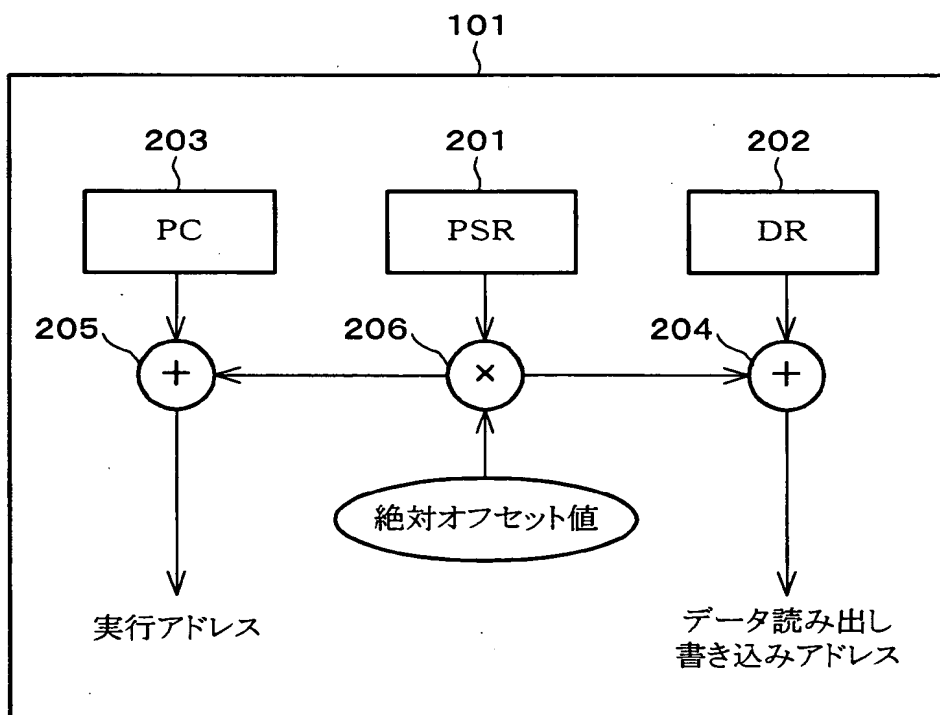 101
203
201
202
PC
PSR
DR
205
206
204
+
×
+
絶対オフセット値
実行アドレス
データ読み出し
書き込みアドレス